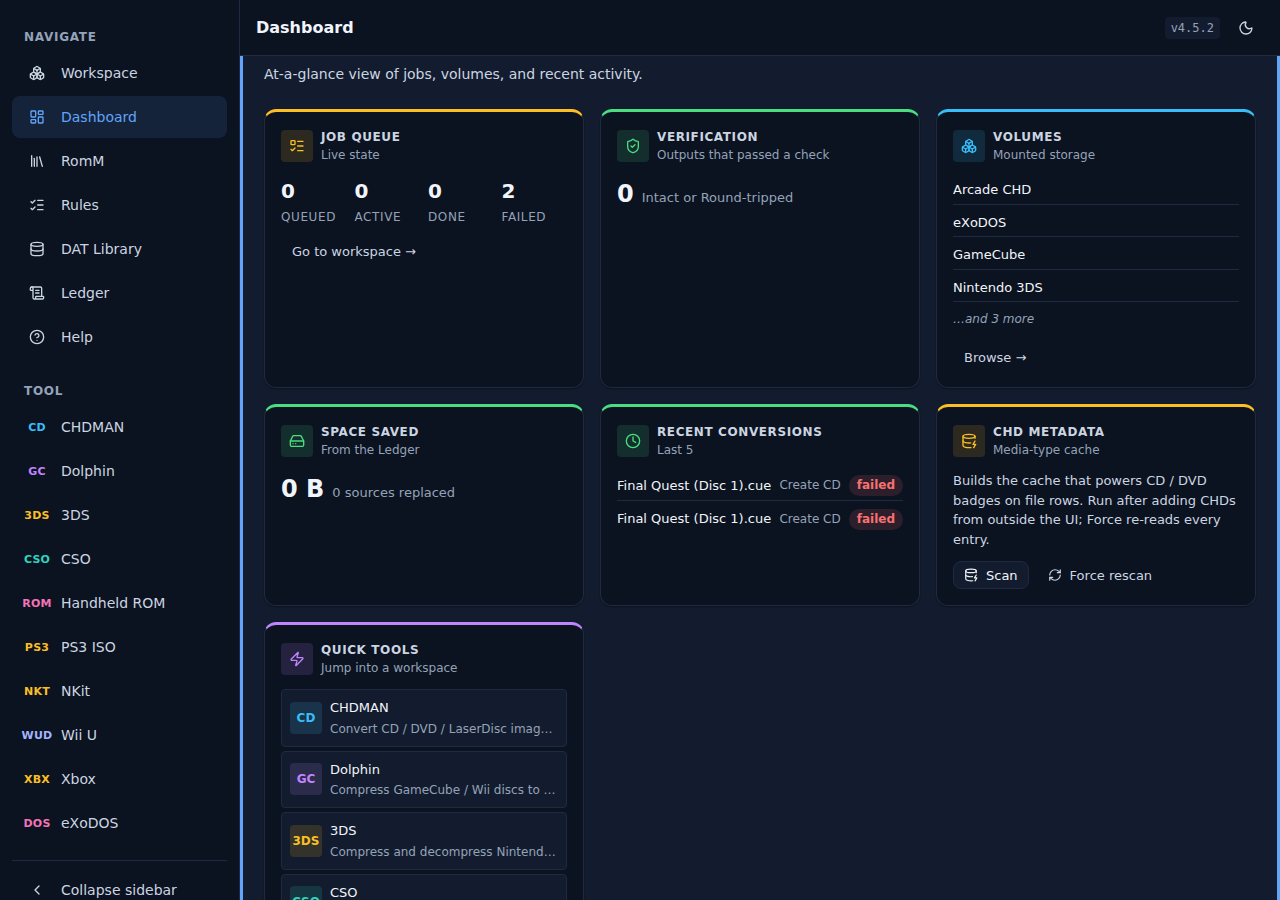 NAVIGATE
Workspace
Dashboard
RomM
Rules
DAT Library
Ledger
Help
TOOL
CD CHDMAN
GC Dolphin
3DS 3DS
CSO CSO
ROM Handheld ROM
PS3 PS3 ISO
NKT NKit
WUD Wii U
XBX Xbox
DOS eXoDOS
Collapse sidebar
Dashboard
v4.5.2
At-a-glance view of jobs, volumes, and recent activity.
JOB QUEUE
Live state
0 0 0 2
QUEUED ACTIVE DONE FAILED
Go to workspace →
VERIFICATION
Outputs that passed a check
0 Intact or Round-tripped
VOLUMES
Mounted storage
Arcade CHD
eXoDOS
GameCube
Nintendo 3DS
…and 3 more
Browse →
SPACE SAVED
From the Ledger
0 B 0 sources replaced
RECENT CONVERSIONS
Last 5
Final Quest (Disc 1).cue Create CD failed
Final Quest (Disc 1).cue Create CD failed
CHD METADATA
Media-type cache
Builds the cache that powers CD / DVD
badges on file rows. Run after adding CHDs
from outside the UI; Force re-reads every
entry.
Scan Force rescan
QUICK TOOLS
Jump into a workspace
CD CHDMAN
Convert CD / DVD / LaserDisc imag…
GC Dolphin
Compress GameCube / Wii discs to …
3DS 3DS
Compress and decompress Nintend…
CSO CSO